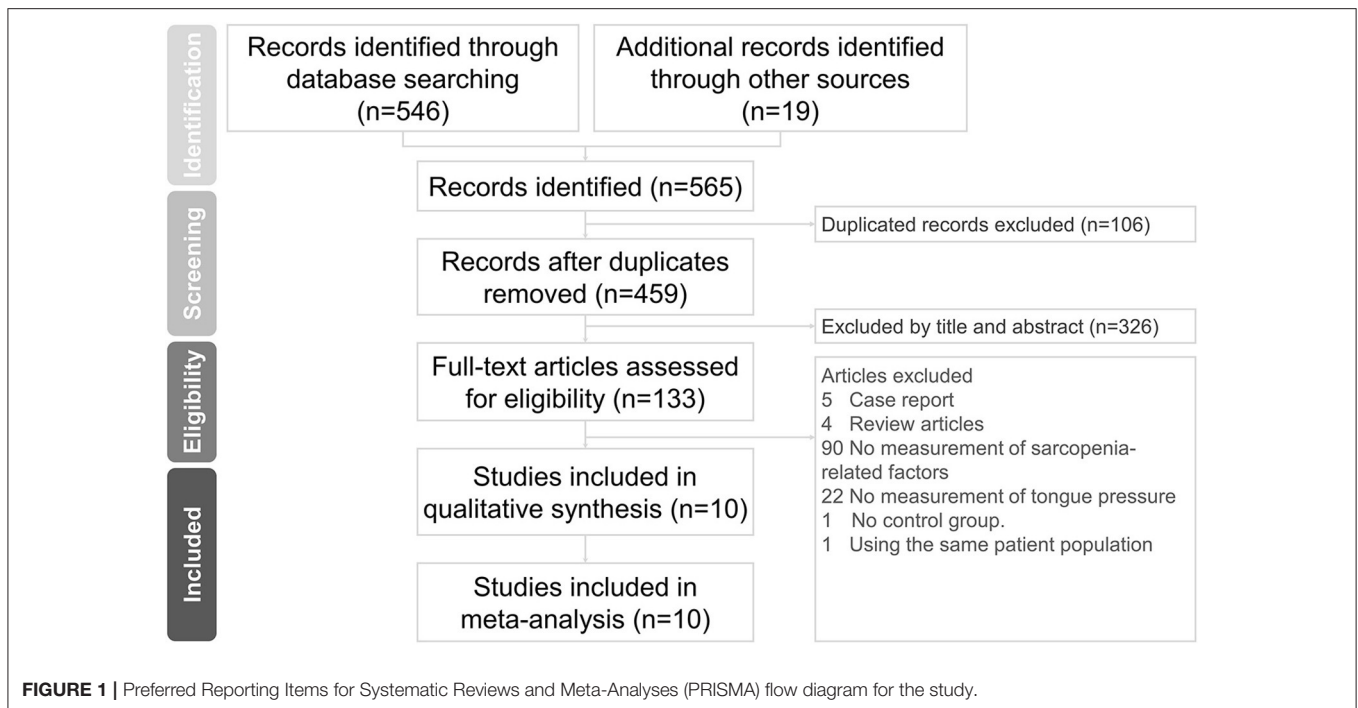 Identification
Records identified through
database searching
(n=546)
Additional records identified
through other sources
(n=19)
Records identified (n=565)
Screening
Duplicated records excluded (n=106)
Records after duplicates
removed (n=459)
Excluded by title and abstract (n=326)
Eligibility
Full-text articles assessed
for eligibility (n=133)
Articles excluded
5 Case report
4 Review articles
90 No measurement of sarcopenia-
related factors
22 No measurement of tongue pressure
1 No control group.
1 Using the same patient population
Included
Studies included in
qualitative synthesis (n=10)
Studies included in
meta-analysis (n=10)
FIGURE 1 | Preferred Reporting Items for Systematic Reviews and Meta-Analyses (PRISMA) flow diagram for the study.